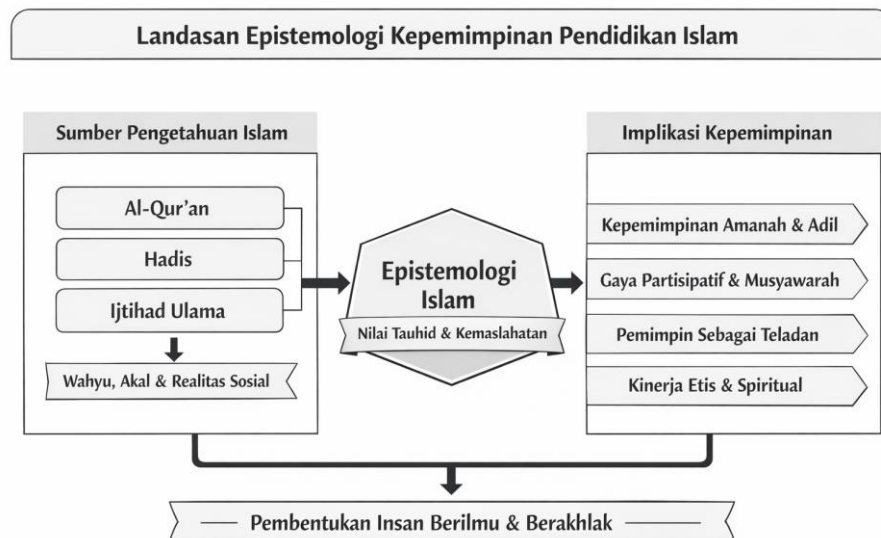 Landasan Epistemologi Kepemimpinan Pendidikan Islam
Sumber Pengetahuan Islam
Al-Qur'an
Hadis
Ijtihad Ulama
Wahyu, Akal & Realitas Sosial
Epistemologi
Islam
Nilai Tauhid & Kemaslahatan
Implikasi Kepemimpinan
Kepemimpinan Amanah & Adil
Gaya Partisipatif & Musyawarah
Pemimpin Sebagai Teladan
Kinerja Etis & Spiritual
Pembentukan Insan Berilmu & Berakhlak